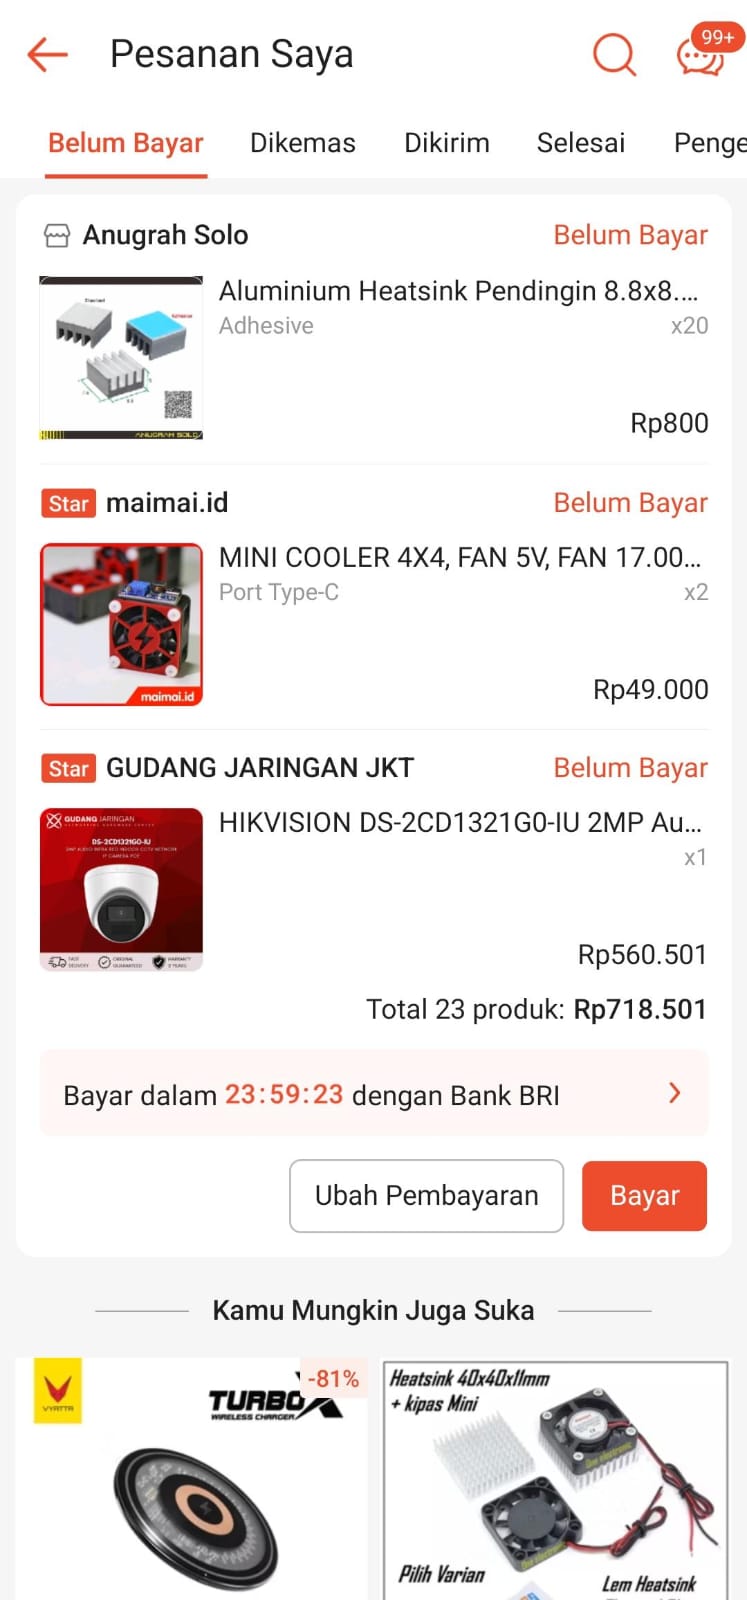 Pesanan Saya
99+
Belum Bayar
Dikemas
Dikirim
Selesai
Penge
Anugrah Solo
Belum Bayar
Aluminium Heatsink Pendingin 8.8x8....
Adhesive
x20
ANUGRAH SOLO
Rp800
Star
maimai.id
Belum Bayar
MINI COOLER 4X4, FAN 5V, FAN 17.00...
Port Type-C
x2
maimai.id
Rp49.000
Star
GUDANG JARINGAN JKT
Belum Bayar
GUDANG JARINGAN
DS-2CD1321G0-IU
HIKVISION DS-2CD1321G0-IU 2MP Au...
x1
Rp560.501
Total 23 produk: Rp718.501
Bayar dalam 23:59:23 dengan Bank BRI
Ubah Pembayaran
Bayar
Kamu Mungkin Juga Suka
VYATTA
-81%
TURBO X
WIRELESS CHARGER
Heatsink 40x40x11mm
+ kipas Mini
Pilih Varian
Lem Heatsink